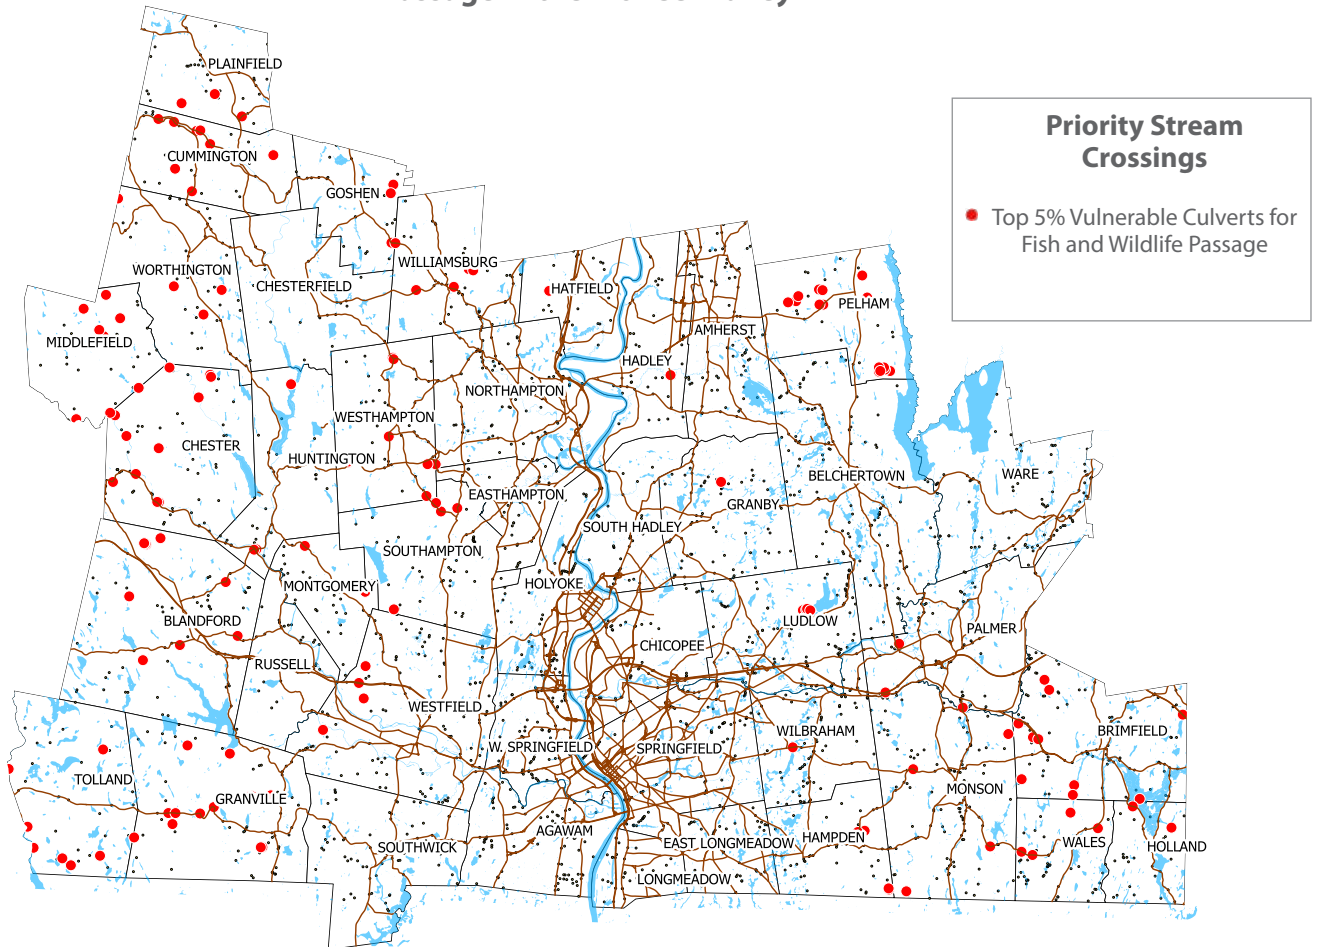 PLAINFIELD
Priority Stream
Crossings
Top 5% Vulnerable Culverts for
Fish and Wildlife Passage
CUMMINGTON
GOSHEN
WILLIAMSBURG
WORTHINGTON
CHESTERFIELD
HATFIELD
PELHAM
AMHERST
MIDDLEFIELD
HADLEY
NORTHAMPTON
WESTHAMPTON
CHESTER
HUNTINGTON
BELCHERTOWN
WARE
EASTHAMPTON
GRANBY
SOUTH HADLEY
SOUTHAMPTON
HOLYOKE
MONTGOMERY
BLANDFORD
LUDLOW
PALMER
CHICOPEE
RUSSELL
WESTFIELD
WILBRAHAM
BRIMFIELD
W. SPRINGFIELD
SPRINGFIELD
TOLLAND
MONSON
GRANVILLE
AGAWAM
HAMPDEN
EAST LONGMEADOW
WALES
SOUTHWICK
HOLLAND
LONGMEADOW